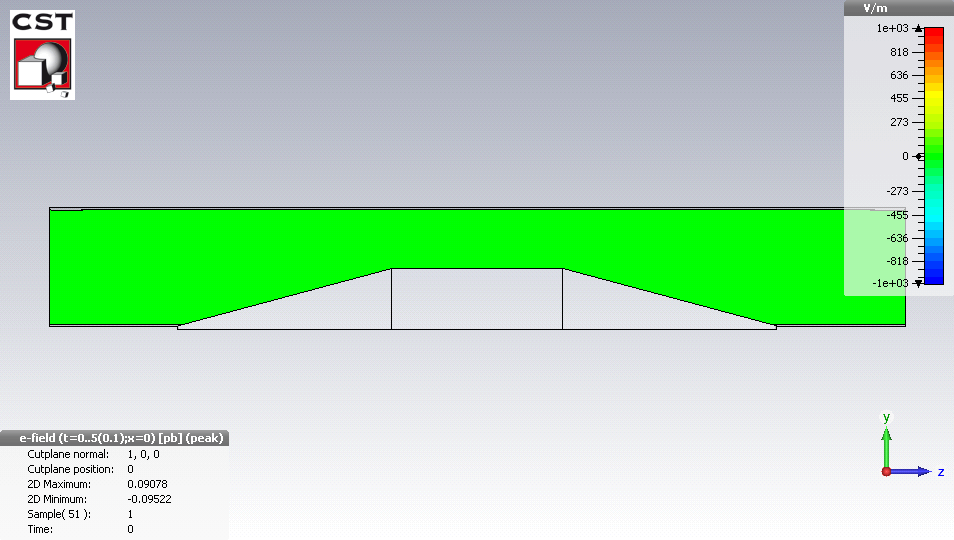 CST
V/m
1e+03
818
636
455
273
0
-273
-455
-636
-818
-1e+03
y
z
e-field (t=0..5(0.1);x=0) [pb] (peak)
Cutplane normal: 1, 0, 0
Cutplane position: 0
2D Maximum: 0.09078
2D Minimum: -0.09522
Sample( 51 ): 1
Time: 0